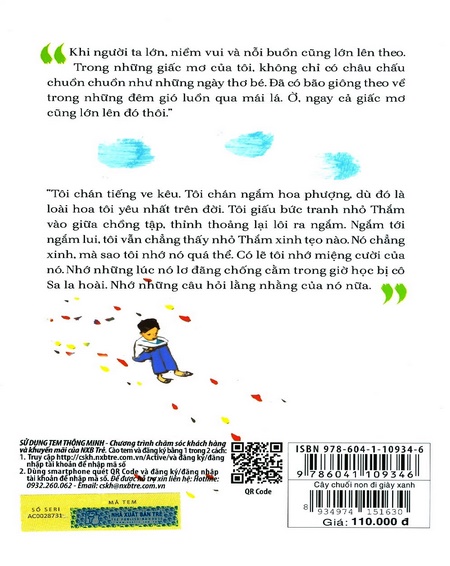 “ Khi người ta lớn, niềm vui và nỗi buồn cũng lớn lên theo.
Trong những giấc mơ của tôi, không chỉ có châu chấu
chuồn chuồn như những ngày thơ bé. Đã có bão giông theo về
trong những đêm gió luồn qua mái lá. Ờ, ngay cả giấc mơ
cũng lớn lên đó thôi.”
“Tôi chán tiếng ve kêu. Tôi chán ngắm hoa phượng, dù đó là
loài hoa tôi yêu nhất trên đời. Tôi giấu bức tranh nhỏ Thắm
vào giữa chồng tập, thỉnh thoảng lại lôi ra ngắm. Ngắm tới
ngắm lui, tôi vẫn chẳng thấy nhỏ Thắm xinh tẹo nào. Nó chẳng
xinh, mà sao tôi nhớ nó quá thể. Có lẽ tôi nhớ miệng cười của
nó. Nhớ những lúc nó lơ đãng chống cằm trong giờ học bị cô
Sa la hoài. Nhớ những câu hỏi lằng nhằng của nó nữa. ”
SỬ DỤNG TEM THÔNG MINH - Chương trình chăm sóc khách hàng
và khuyến mãi của NXB Trẻ. Cào tem và đăng ký bằng 1 trong 2 cách:
1. Truy cập http://cskh.nxbtre.com.vn/Active/và đăng ký/đăng
nhập tài khoản để nhập mã số
2. Dùng smartphone quét QR Code và đăng ký/đăng nhập
tài khoản để nhập mã số. Để được hỗ trợ xin liên hệ: Hotline:
0932.260.062 - Email: cskh@nxbtre.com.vn
MÃ TEM
SỐ SERI
AC0028731
NHÀ XUẤT BẢN TRẺ
QR Code
ISBN 978-604-1-10934-6
9 786041 109346
Cây chuối non đi giày xanh
8 934974 151630
Giá: 110.000 đ